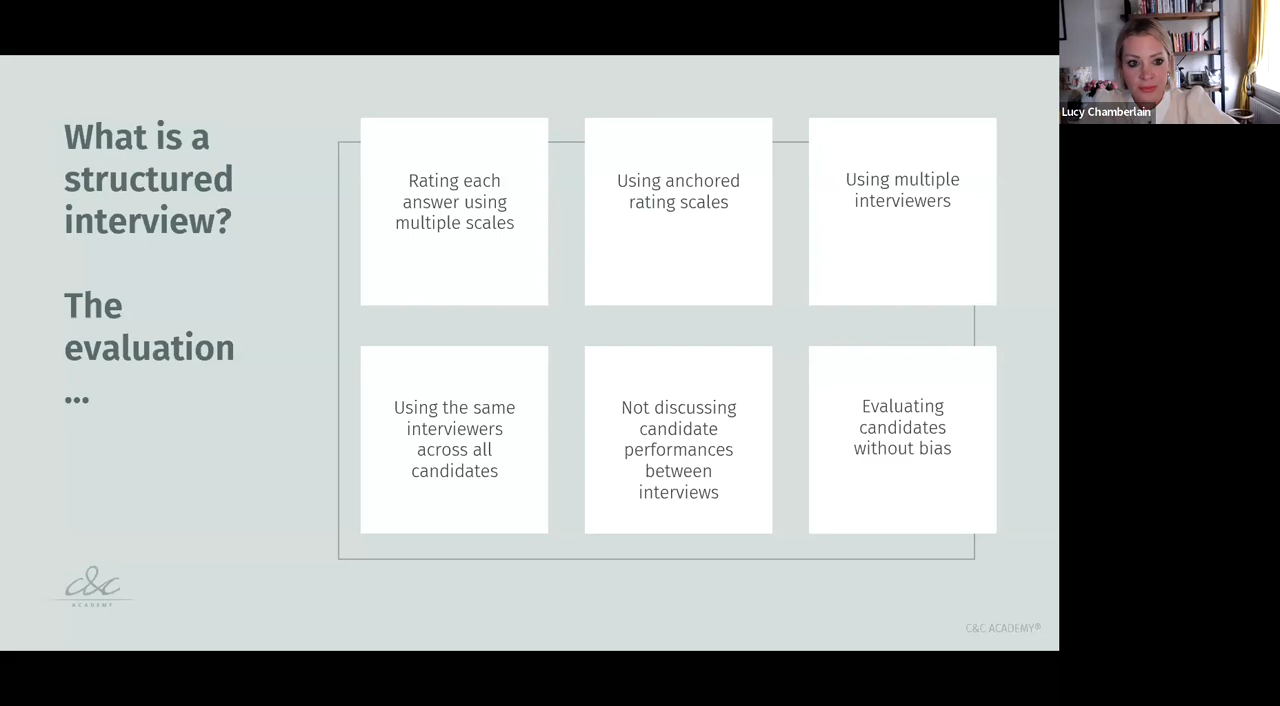 What is a
structured
interview?
The
evaluation
...
Rating each
answer using
multiple scales
Using anchored
rating scales
Using multiple
interviewers
Using the same
interviewers
across all
candidates
Not discussing
candidate
performances
between
interviews
Evaluating
candidates
without bias
c&c
ACADEMY
C&C ACADEMY®
Lucy Chamberlain